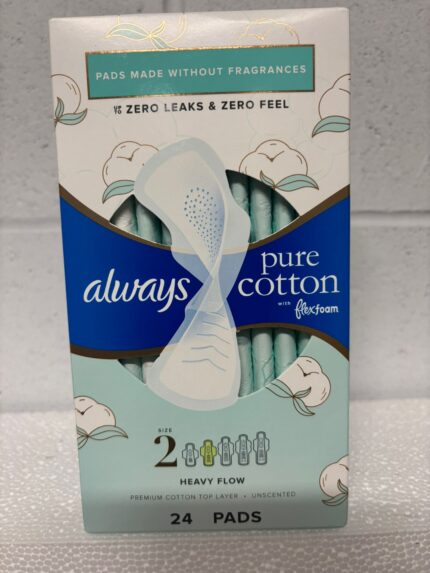 PADS MADE WITHOUT FRAGRANCES
UP TO ZERO LEAKS & ZERO FEEL
always
pure
cotton
with flexfoam
SIZE
2
HEAVY FLOW
PREMIUM COTTON TOP LAYER • UNSCENTED
24 PADS